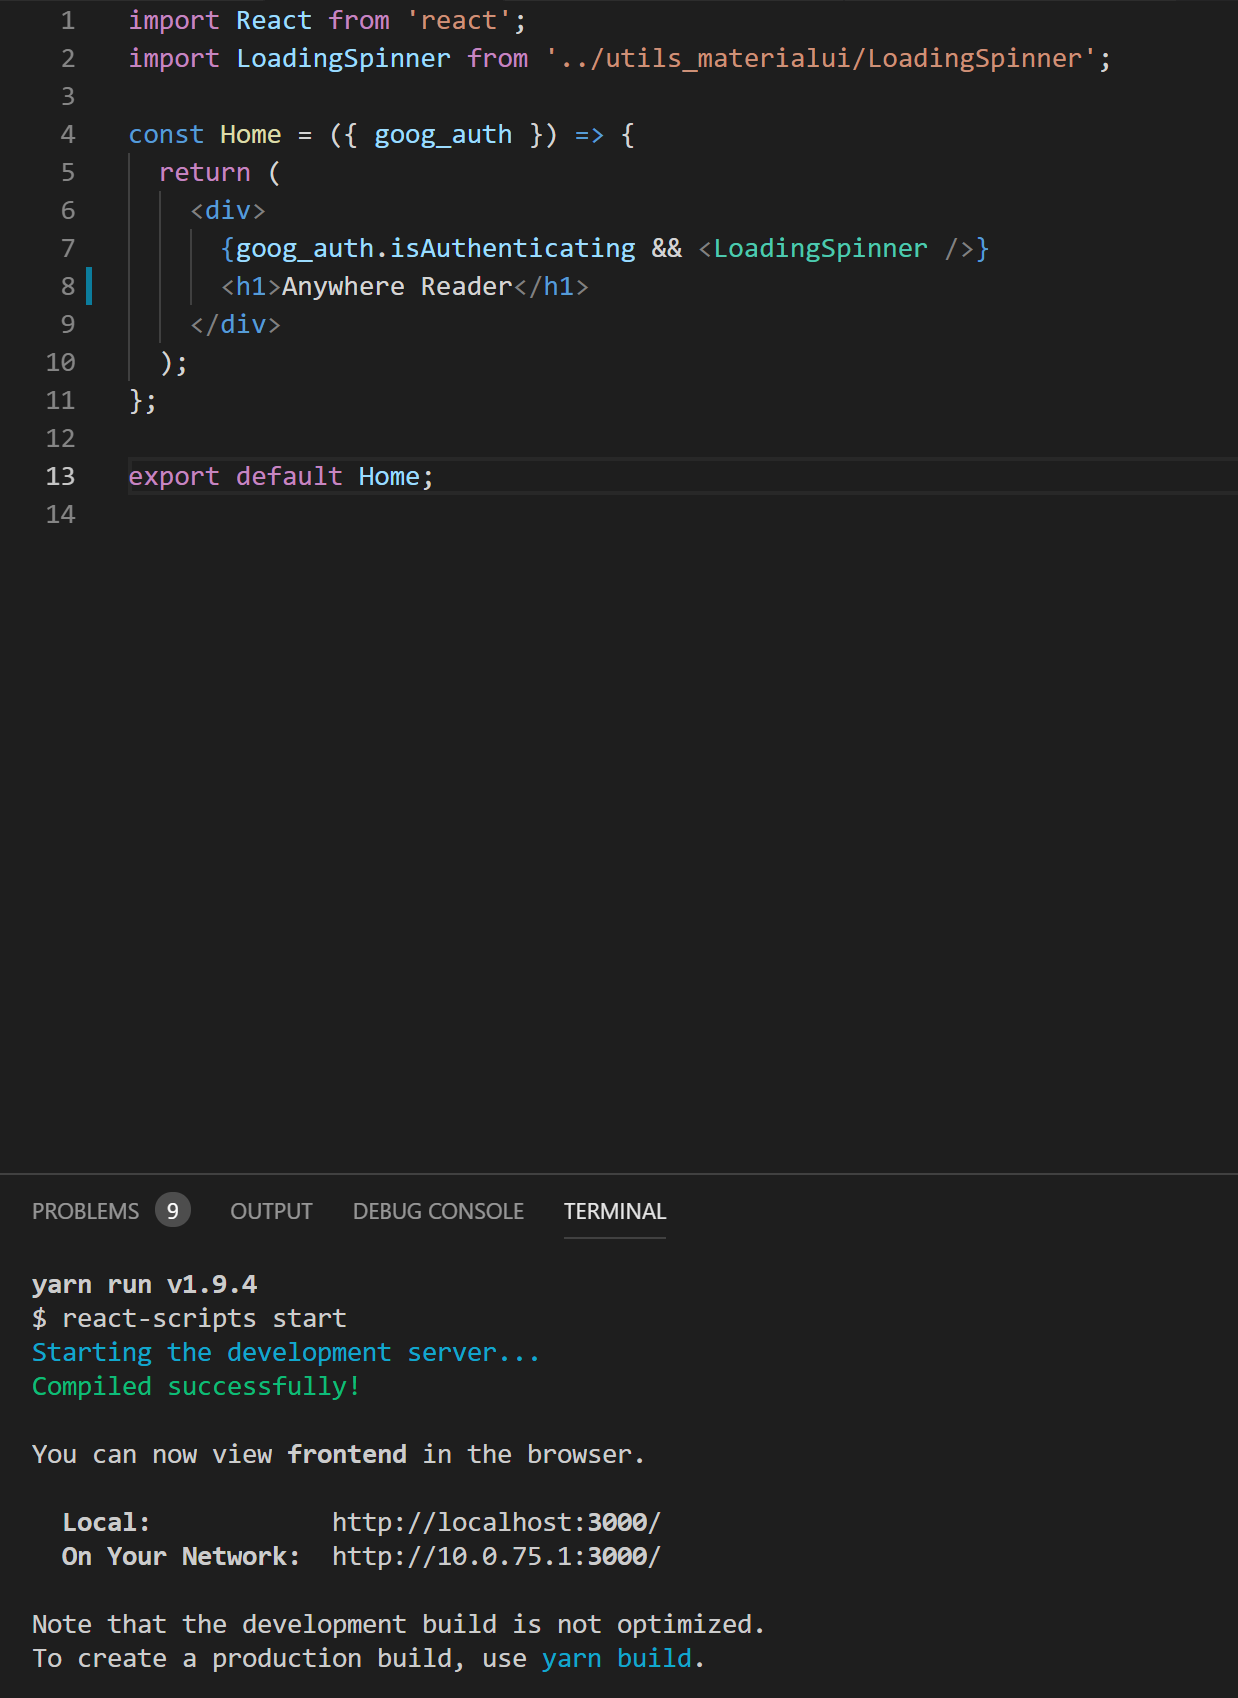 1 import React from 'react';
2 import LoadingSpinner from '../utils_materialui/LoadingSpinner';
3
4 const Home = ({ goog_auth }) => {
5 return (
6 <div>
7 {goog_auth.isAuthenticating && <LoadingSpinner />}
8 <h1>Anywhere Reader</h1>
9 </div>
10 );
11 };
12
13 export default Home;
14
PROBLEMS 9 OUTPUT DEBUG CONSOLE TERMINAL
yarn run v1.9.4
$ react-scripts start
Starting the development server...
Compiled successfully!
You can now view frontend in the browser.
Local: http://localhost:3000/
On Your Network: http://10.0.75.1:3000/
Note that the development build is not optimized.
To create a production build, use yarn build.